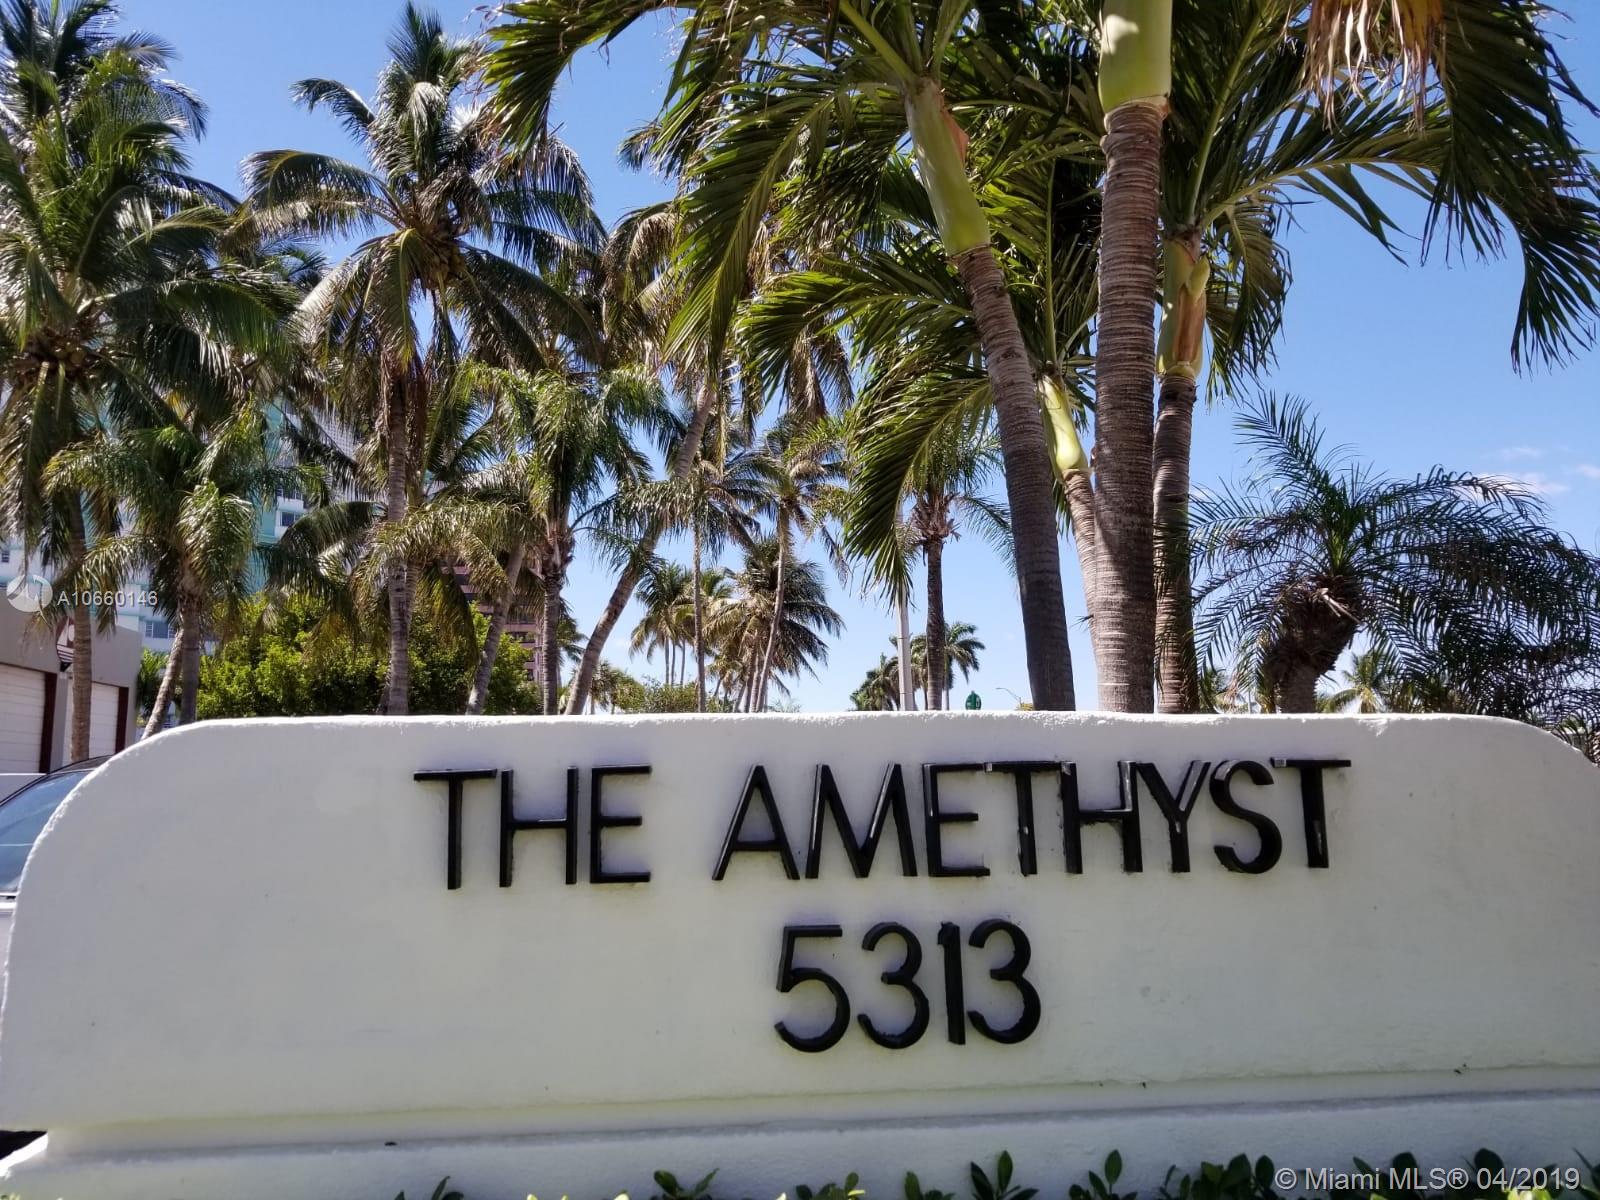 A10660146
THE AMETHYST
5313
© Miami MLS® 04/2019